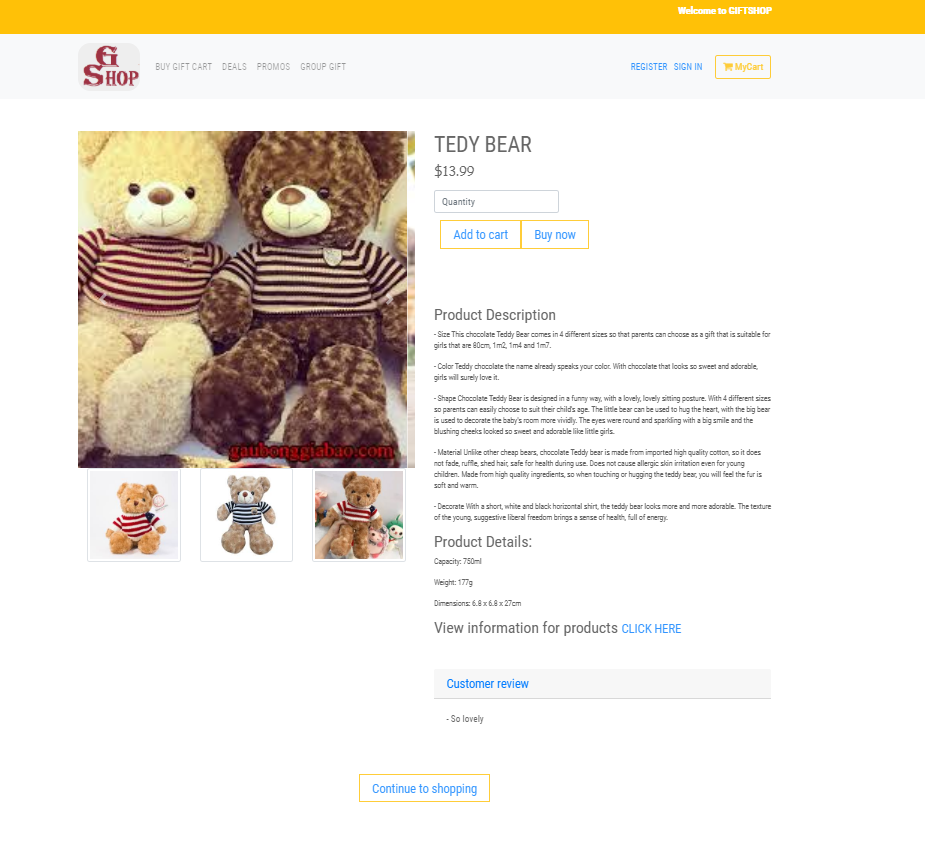 Welcome to GIFTSHOP
G
SHOP
BUY GIFT CART DEALS PROMOS GROUP GIFT
REGISTER SIGN IN MyCart
TEDY BEAR
$13.99
Quantity
Add to cart Buy now
gaubonggiabao.com
Product Description
- Size This chocolate Teddy Bear comes in 4 different sizes so that parents can choose as a gift that is suitable for
girls that are 80cm, 1m2, 1m4 and 1m7.
- Color Teddy chocolate the name already speaks your color. With chocolate that looks so sweet and adorable,
girls will surely love it.
- Shape Chocolate Teddy Bear is designed in a funny way, with a lovely, lovely sitting posture. With 4 different sizes
so parents can easily choose to suit their child's age. The little bear can be used to hug the heart, with the big bear
is used to decorate the baby's room more vividly. The eyes were round and sparkling with a big smile and the
blushing cheeks looked so sweet and adorable like little girls.
- Material Unlike other cheap bears, chocolate Teddy bear is made from imported high quality cotton, so it does
not fade, ruffle, shed hair, safe for health during use. Does not cause allergic skin irritation even for young
children. Made from high quality ingredients, so when touching or hugging the teddy bear, you will feel the fur is
soft and warm.
- Decorate With a short, white and black horizontal shirt, the teddy bear looks more and more adorable. The texture
of the young, suggestive liberal freedom brings a sense of health, full of energy.
Product Details:
Capacity: 750ml
Weight: 177g
Dimensions: 6.8 x 6.8 x 27cm
View information for products CLICK HERE
Customer review
- So lovely
Continue to shopping